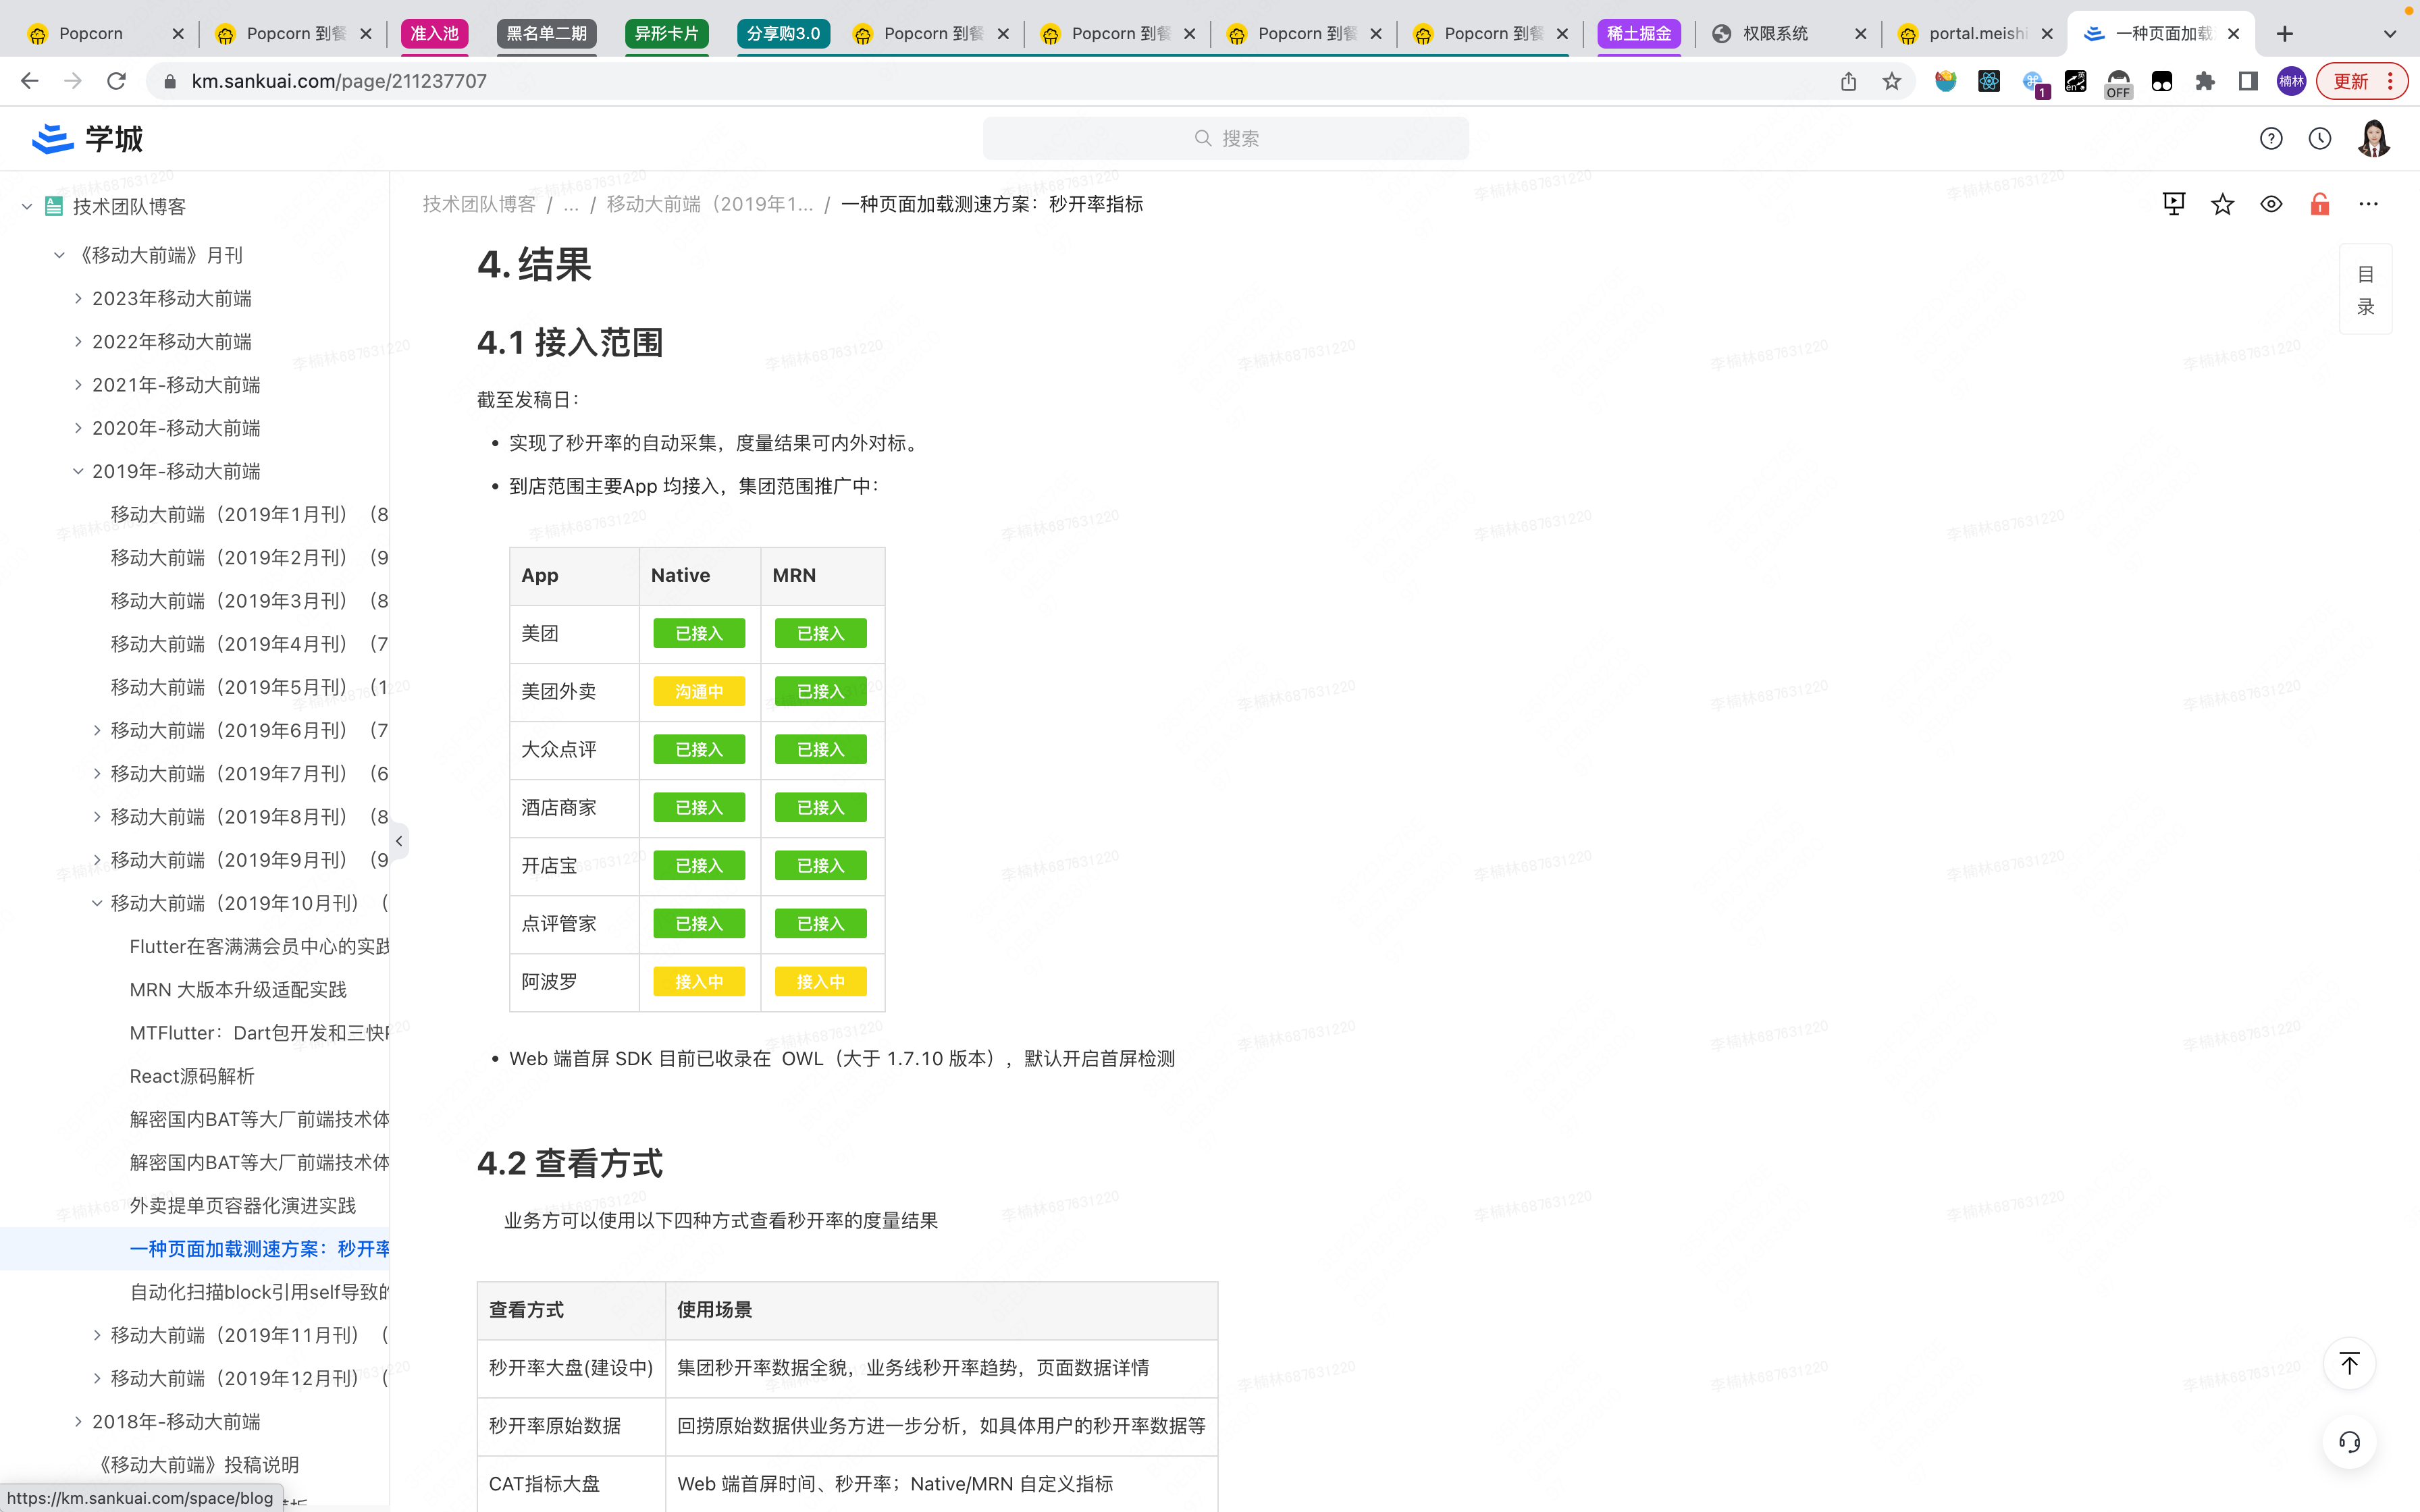 Popcorn
Popcorn 到餐
准入池
黑名单二期
异形卡片
分享购3.0
Popcorn 到餐
Popcorn 到餐
Popcorn 到餐
Popcorn 到餐
稀土掘金
权限系统
portal.meishi
一种页面加载
km.sankuai.com/page/211237707
1
en
英
OFF
楠林
更新
学城
搜索
技术团队博客
《移动大前端》月刊
2023年移动大前端
2022年移动大前端
2021年-移动大前端
2020年-移动大前端
2019年-移动大前端
移动大前端（2019年1月刊）（8
移动大前端（2019年2月刊）（9
移动大前端（2019年3月刊）（8
移动大前端（2019年4月刊）（7
移动大前端（2019年5月刊）（1
移动大前端（2019年6月刊）（7
移动大前端（2019年7月刊）（6
移动大前端（2019年8月刊）（8
移动大前端（2019年9月刊）（9
移动大前端（2019年10月刊）（
Flutter在客满满会员中心的实践
MRN 大版本升级适配实践
MTFlutter：Dart包开发和三快
React源码解析
解密国内BAT等大厂前端技术体
解密国内BAT等大厂前端技术体
外卖提单页容器化演进实践
一种页面加载测速方案：秒开率
自动化扫描block引用self导致的
移动大前端（2019年11月刊）（
移动大前端（2019年12月刊）（
2018年-移动大前端
《移动大前端》投稿说明
https://km.sankuai.com/space/blog
技术团队博客 / ... / 移动大前端（2019年1... / 一种页面加载测速方案：秒开率指标
目
录
4. 结果
4.1 接入范围
截至发稿日：
• 实现了秒开率的自动采集，度量结果可内外对标。
• 到店范围主要App 均接入，集团范围推广中：
App Native MRN
美团 已接入 已接入
美团外卖 沟通中 已接入
大众点评 已接入 已接入
酒店商家 已接入 已接入
开店宝 已接入 已接入
点评管家 已接入 已接入
阿波罗 接入中 接入中
• Web 端首屏 SDK 目前已收录在 OWL（大于 1.7.10 版本），默认开启首屏检测
4.2 查看方式
业务方可以使用以下四种方式查看秒开率的度量结果
查看方式 使用场景
秒开率大盘(建设中) 集团秒开率数据全貌，业务线秒开率趋势，页面数据详情
秒开率原始数据 回捞原始数据供业务方进一步分析，如具体用户的秒开率数据等
CAT指标大盘 Web 端首屏时间、秒开率；Native/MRN 自定义指标
李楠林687631220